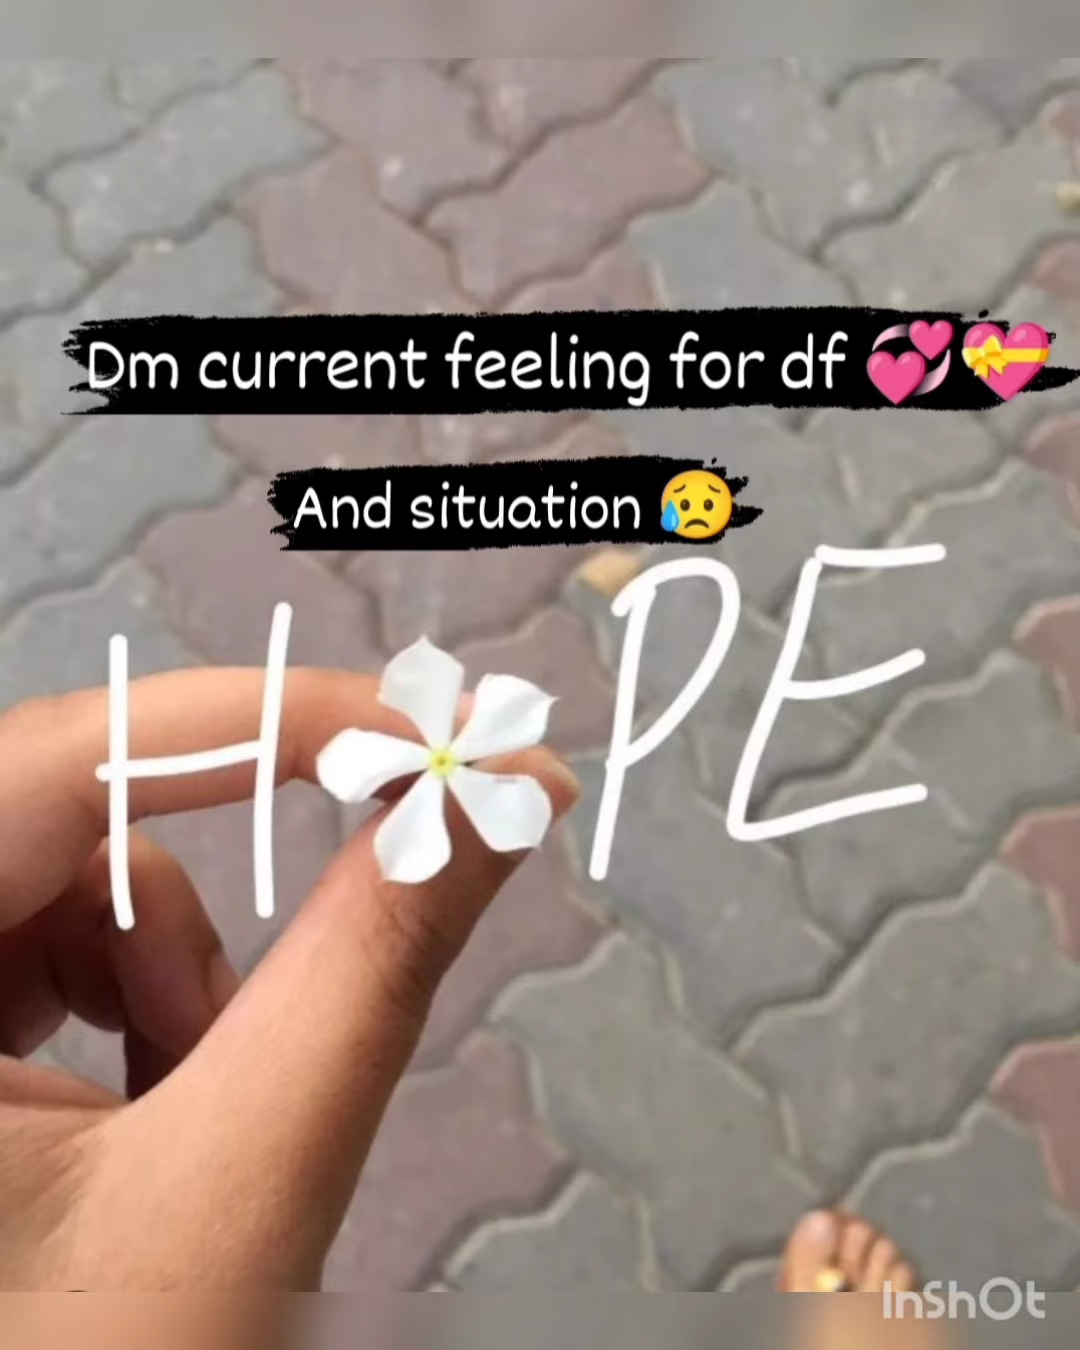 Dm current feeling for df 💞💝
And situation 😥
HOPE
InShOt